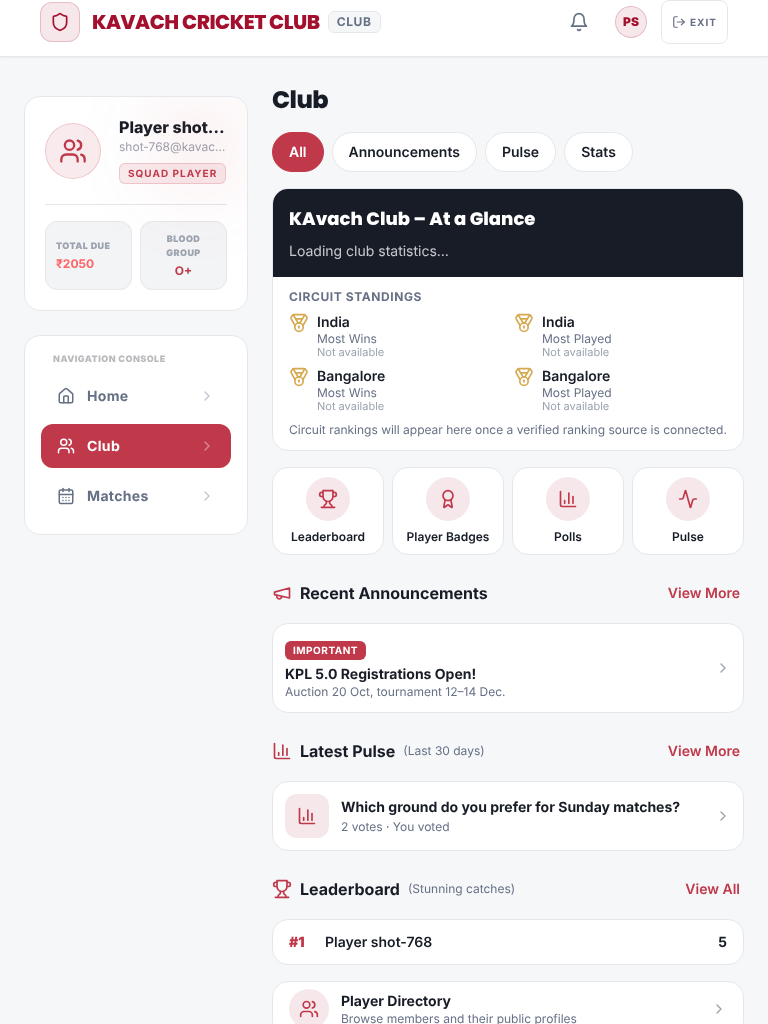 KAVACH CRICKET CLUB
CLUB
PS
EXIT
Player shot...
shot-768@kavac...
SQUAD PLAYER
TOTAL DUE
₹2050
BLOOD
GROUP
O+
NAVIGATION CONSOLE
Home
Club
Matches
Club
All
Announcements
Pulse
Stats
KAvach Club – At a Glance
Loading club statistics...
CIRCUIT STANDINGS
India
Most Wins
Not available
India
Most Played
Not available
Bangalore
Most Wins
Not available
Bangalore
Most Played
Not available
Circuit rankings will appear here once a verified ranking source is connected.
Leaderboard
Player Badges
Polls
Pulse
Recent Announcements
View More
IMPORTANT
KPL 5.0 Registrations Open!
Auction 20 Oct, tournament 12–14 Dec.
Latest Pulse (Last 30 days)
View More
Which ground do you prefer for Sunday matches?
2 votes · You voted
Leaderboard (Stunning catches)
View All
#1 Player shot-768 5
Player Directory
Browse members and their public profiles